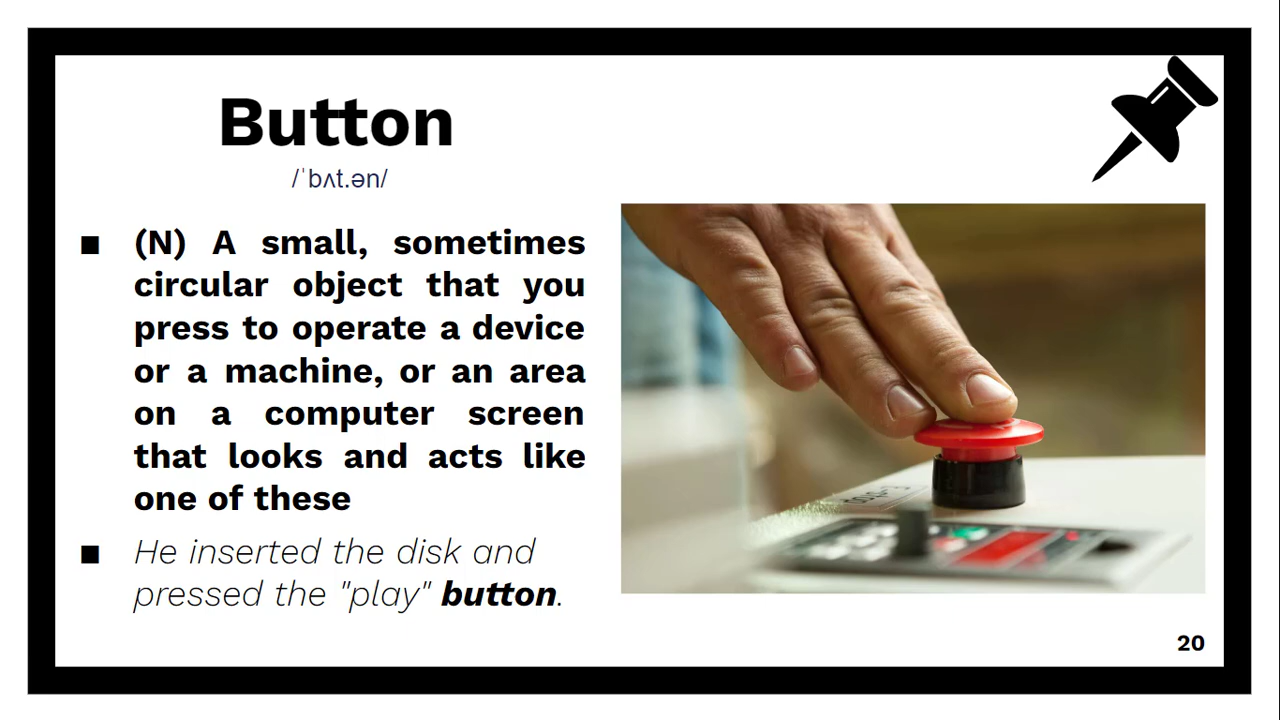 Button
/ˈbʌt.ən/
■ (N) A small, sometimes
circular object that you
press to operate a device
or a machine, or an area
on a computer screen
that looks and acts like
one of these
■ He inserted the disk and
pressed the "play" button.
20